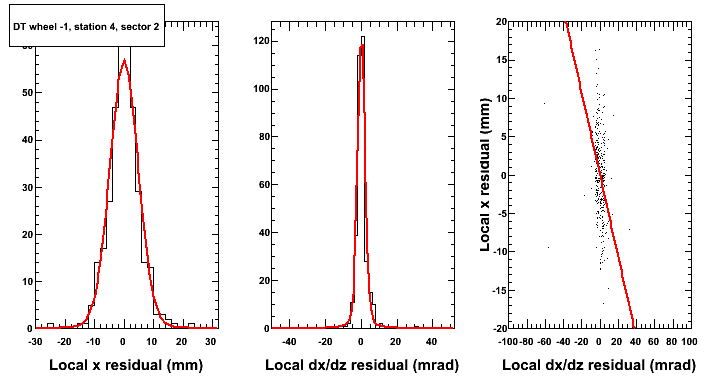 DT wheel -1, station 4, sector 2
50
40
30
20
10
0
-30 -20 -10 0 10 20 30
Local x residual (mm)
120
100
80
60
40
20
0
-40 -20 0 20 40
Local dx/dz residual (mrad)
Local x residual (mm)
20
15
10
5
0
-5
-10
-15
-20
-100 -80 -60 -40 -20 0 20 40 60 80 100
Local dx/dz residual (mrad)